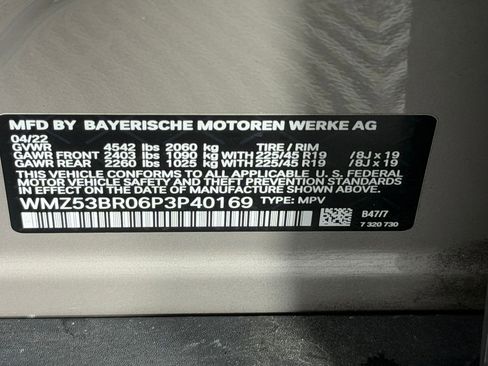 MFD BY BAYERISCHE MOTOREN WERKE AG
04/22
GVWR 4542 lbs 2060 kg TIRE / RIM
GAWR FRONT 2403 lbs 1090 kg WITH 225/45 R19 /8J x 19
GAWR REAR 2260 lbs 1025 kg WITH 225/45 R19 /8J x 19
THIS VEHICLE CONFORMS TO ALL APPLICABLE U.S. FEDERAL
MOTOR VEHICLE SAFETY STANDARDS IN EFFECT ON THE DATE
OF MANUFACTURE SHOWN ABOVE.
WMZ53BR06P3P40169 TYPE: MPV
B47/7
7 320 730